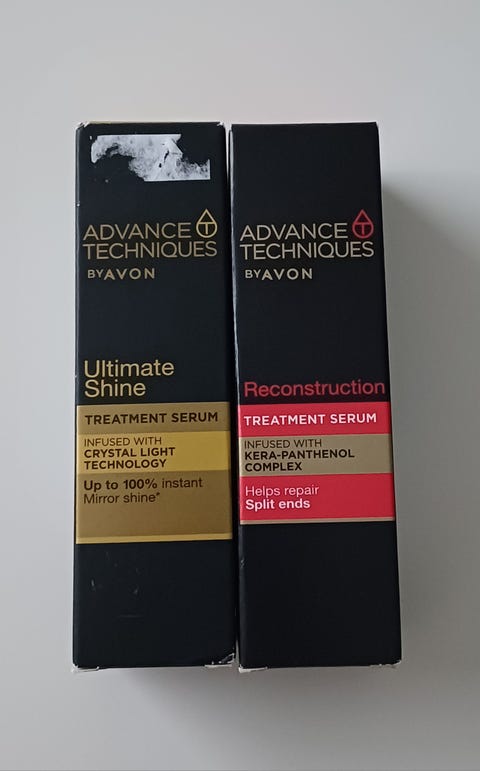 ADVANCE
TECHNIQUES
BY AVON
Ultimate
Shine
TREATMENT SERUM
INFUSED WITH
CRYSTAL LIGHT
TECHNOLOGY
Up to 100% instant
Mirror shine*
ADVANCE T
TECHNIQUES
BY AVON
Reconstruction
TREATMENT SERUM
INFUSED WITH
KERA-PANTHENOL
COMPLEX
Helps repair
Split ends